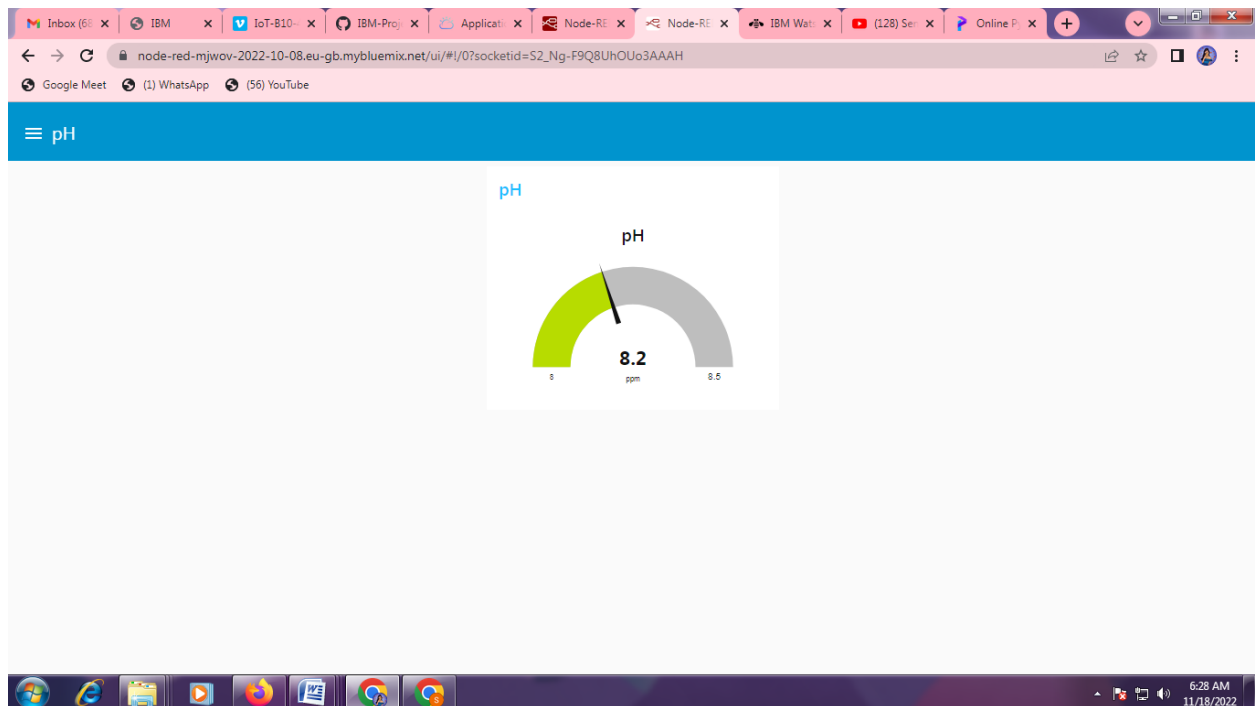 Inbox (68
IBM
IoT-B10-
IBM-Proj
Applicati
Node-RE
Node-RE
IBM Wats
(128) Ser
Online Py
node-red-mjwov-2022-10-08.eu-gb.mybluemix.net/ui/#!/0?socketid=S2_Ng-F9Q8UhOUo3AAAH
Google Meet
(1) WhatsApp
(56) YouTube
pH
pH
pH
8.2
8
ppm
8.5
6:28 AM
11/18/2022